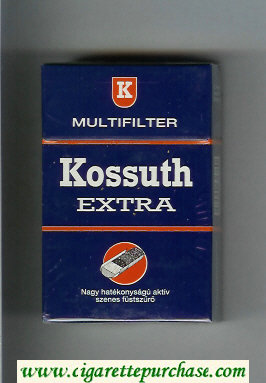 K
MULTIFILTER
Kossuth
EXTRA
Nagy hatékonyságú aktív
szenes füstszűrő
www.cigarettepurchase.com